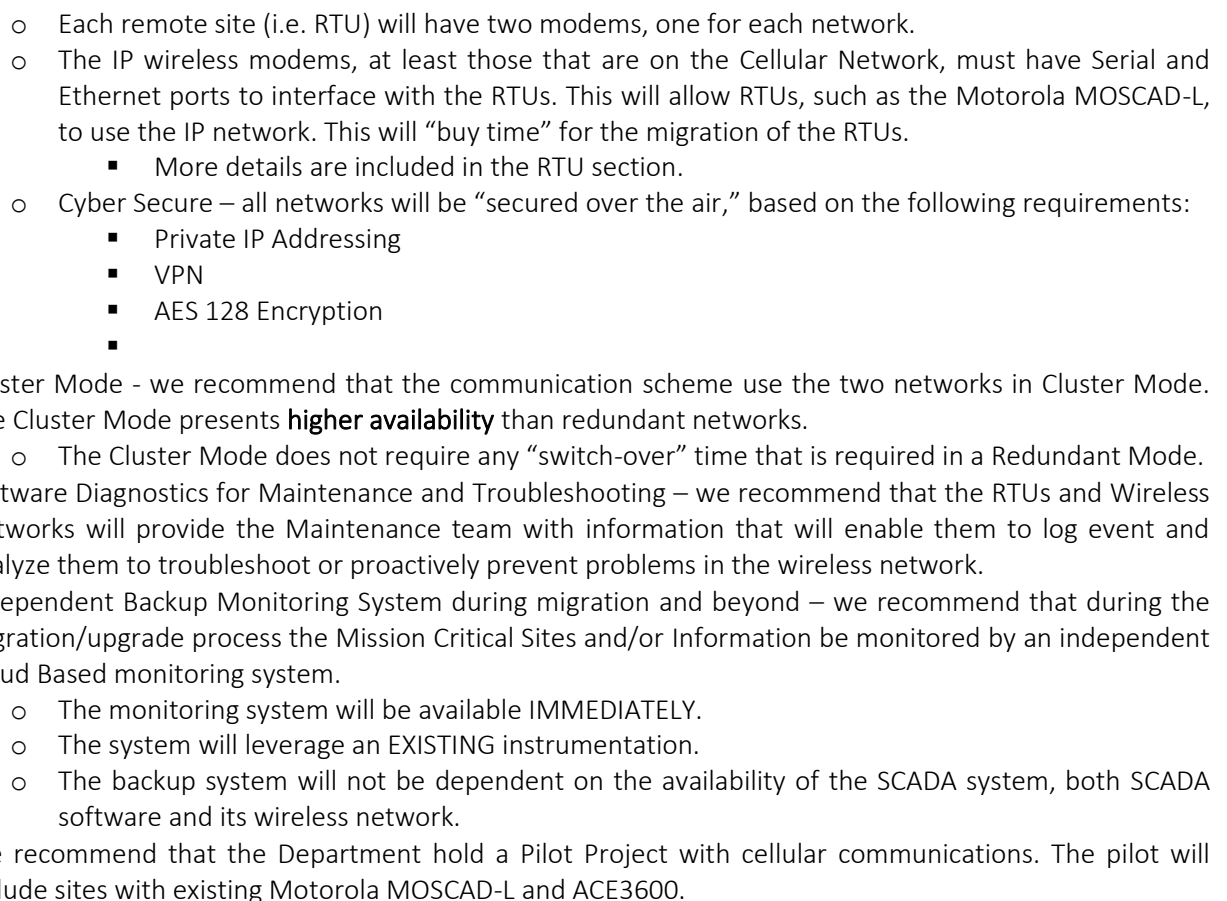 o Each remote site (i.e. RTU) will have two modems, one for each network.
o The IP wireless modems, at least those that are on the Cellular Network, must have Serial and
Ethernet ports to interface with the RTUs. This will allow RTUs, such as the Motorola MOSCAD-L,
to use the IP network. This will “buy time” for the migration of the RTUs.
▪ More details are included in the RTU section.
o Cyber Secure – all networks will be “secured over the air,” based on the following requirements:
▪ Private IP Addressing
▪ VPN
▪ AES 128 Encryption
▪
ster Mode - we recommend that the communication scheme use the two networks in Cluster Mode.
e Cluster Mode presents higher availability than redundant networks.
o The Cluster Mode does not require any “switch-over” time that is required in a Redundant Mode.
tware Diagnostics for Maintenance and Troubleshooting – we recommend that the RTUs and Wireless
tworks will provide the Maintenance team with information that will enable them to log event and
alyze them to troubleshoot or proactively prevent problems in the wireless network.
ependent Backup Monitoring System during migration and beyond – we recommend that during the
gration/upgrade process the Mission Critical Sites and/or Information be monitored by an independent
ud Based monitoring system.
o The monitoring system will be available IMMEDIATELY.
o The system will leverage an EXISTING instrumentation.
o The backup system will not be dependent on the availability of the SCADA system, both SCADA
software and its wireless network.
e recommend that the Department hold a Pilot Project with cellular communications. The pilot will
lude sites with existing Motorola MOSCAD-L and ACE3600.